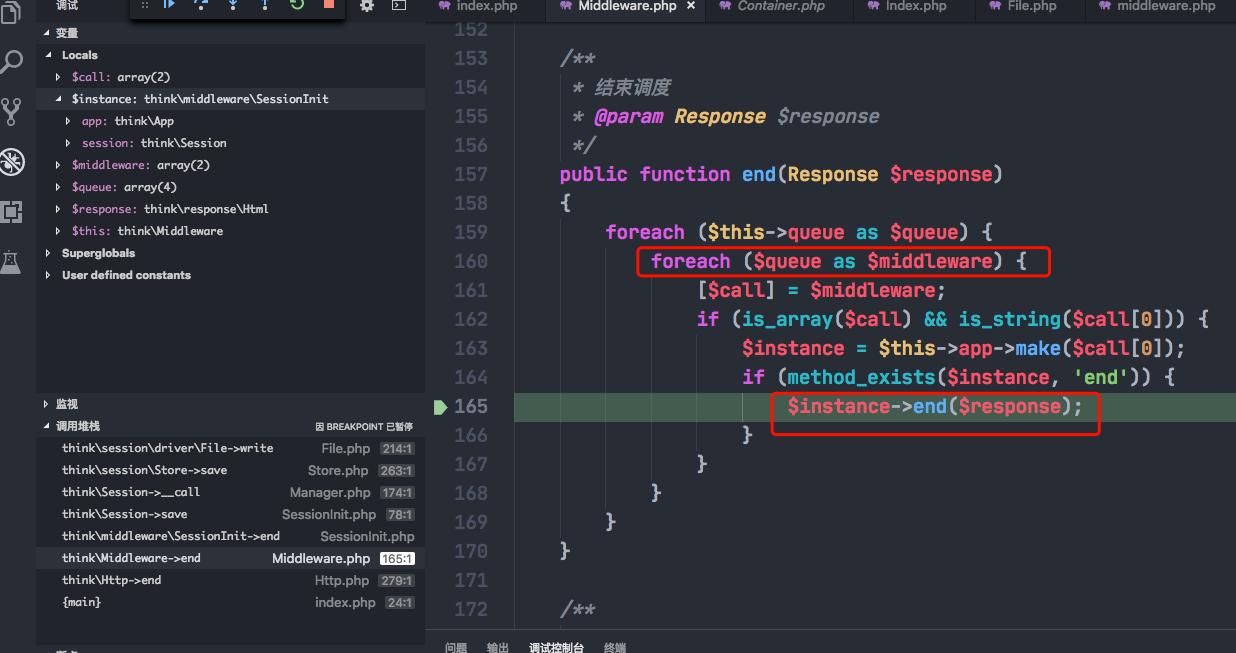 调试
变量
Locals
$call: array(2)
$instance: think\middleware\SessionInit
app: think\App
session: think\Session
$middleware: array(2)
$queue: array(4)
$response: think\response\Html
$this: think\Middleware
Superglobals
User defined constants
监视
调用堆栈 因 BREAKPOINT 已暂停
think\session\driver\File->write File.php 214:1
think\session\Store->save Store.php 263:1
think\Session->__call Manager.php 174:1
think\Session->save SessionInit.php 78:1
think\middleware\SessionInit->end SessionInit.php
think\Middleware->end Middleware.php 165:1
think\Http->end Http.php 279:1
{main} index.php 24:1
index.php Middleware.php × Container.php Index.php File.php middleware.php
152
153 /**
154 * 结束调度
155 * @param Response $response
156 */
157 public function end(Response $response)
158 {
159 foreach ($this->queue as $queue) {
160 foreach ($queue as $middleware) {
161 [$call] = $middleware;
162 if (is_array($call) && is_string($call[0])) {
163 $instance = $this->app->make($call[0]);
164 if (method_exists($instance, 'end')) {
165 $instance->end($response);
166 }
167 }
168 }
169 }
170 }
171
172 /**
问题 输出 调试控制台 终端